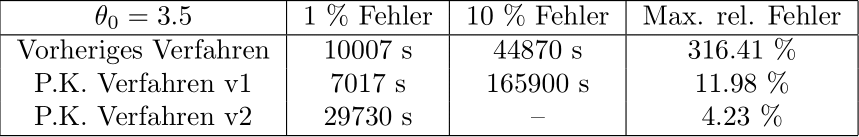 θ₀ = 3.5 1 % Fehler 10 % Fehler Max. rel. Fehler
Vorheriges Verfahren 10007 s 44870 s 316.41 %
P.K. Verfahren v1 7017 s 165900 s 11.98 %
P.K. Verfahren v2 29730 s – 4.23 %